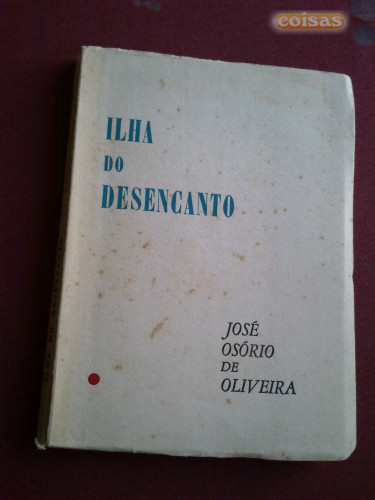 coisas
ILHA
DO
DESENCANTO
JOSÉ
OSÓRIO
DE
OLIVEIRA